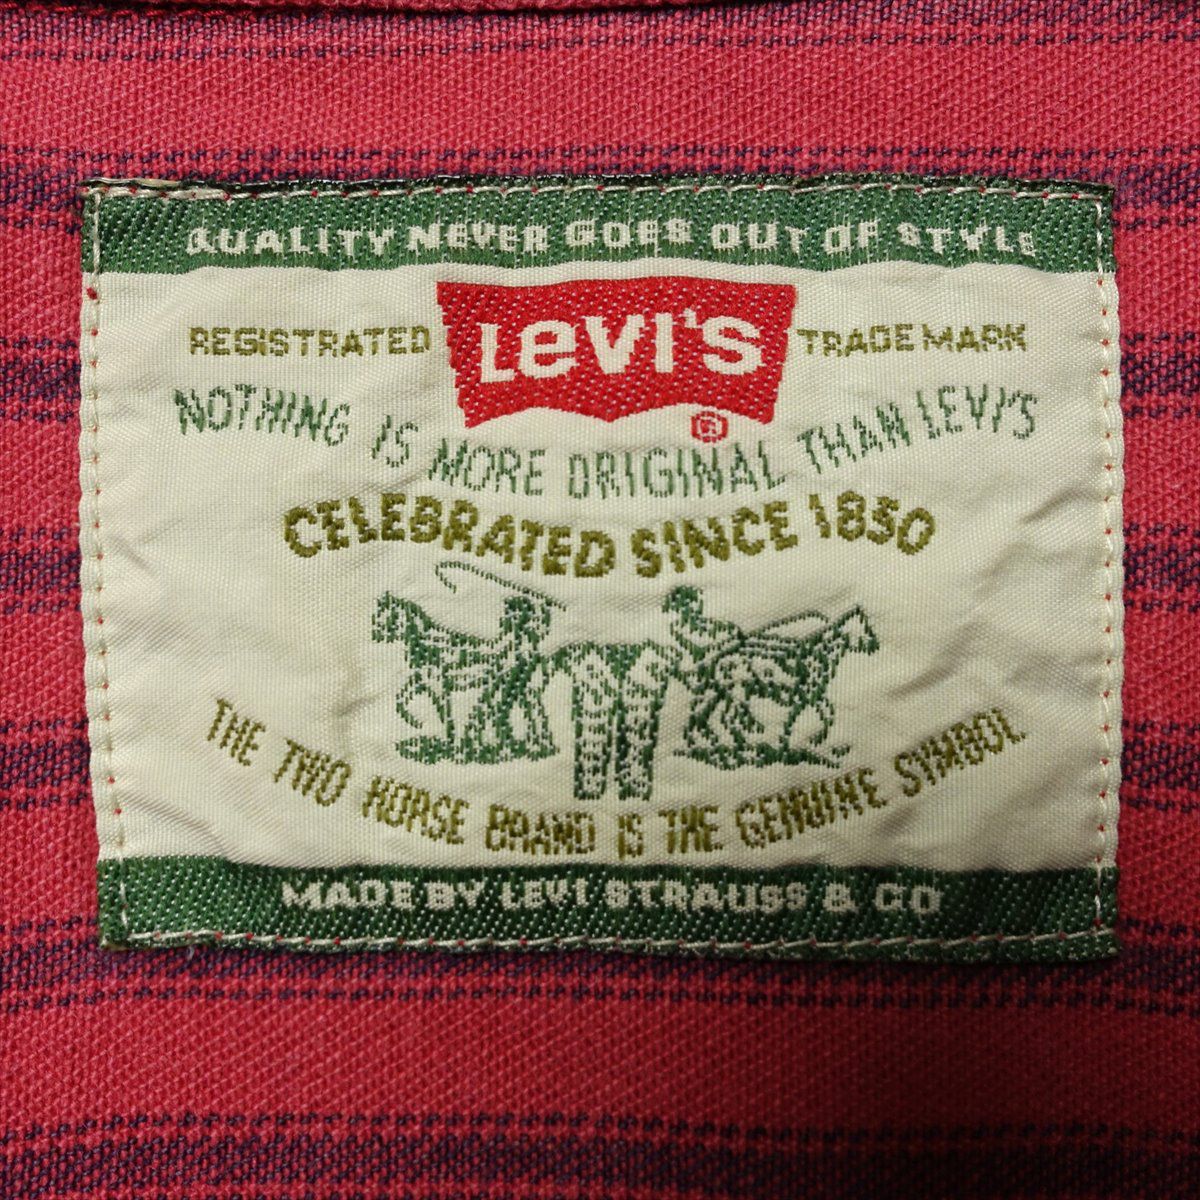 QUALITY NEVER GOES OUT OF STYLE
REGISTRATED LEVI'S TRADE MARK
®
NOTHING IS MORE ORIGINAL THAN LEVI'S
CELEBRATED SINCE 1850
THE TWO HORSE BRAND IS THE GENUINE SYMBOL
MADE BY LEVI STRAUSS & CO